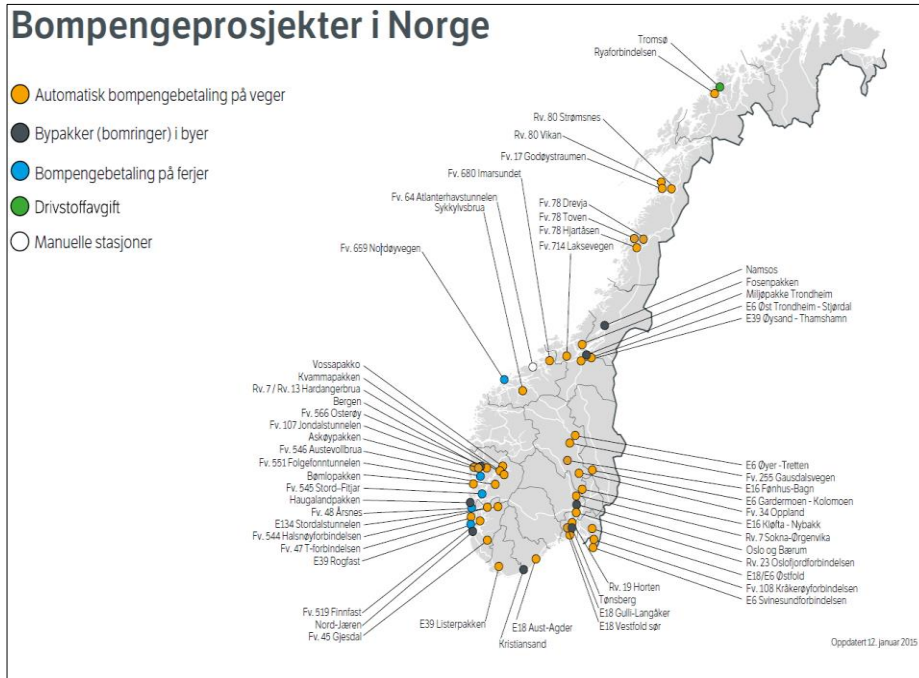 Bompengeprosjekter i Norge
Automatisk bompengebetaling på veger
Bypakker (bomringer) i byer
Bompengebetaling på ferjer
Drivstoffavgift
Manuelle stasjoner
Tromsø
Ryaforbindelsen
Rv. 80 Strømsnes
Rv. 80 Vikan
Fv. 17 Godøystraumen
Fv. 680 Imarsundet
Fv. 64 Atlanterhavstunnelen
Sykkylvsbrua
Fv. 659 Nordøyvegen
Fv. 78 Drevja
Fv. 78 Toven
Fv. 78 Hjartåsen
Fv. 714 Laksevegen
Namsos
Fosenpakken
Miljøpakke Trondheim
E6 Øst Trondheim - Stjørdal
E39 Øysand - Thamshamn
Vossapakko
Kvammapakken
Rv. 7 / Rv. 13 Hardangerbrua
Bergen
Fv. 566 Osterøy
Fv. 107 Jondalstunnelen
Askøypakken
Fv. 546 Austevollbrua
Fv. 551 Folgefonntunnelen
Bømlopakken
Fv. 545 Stord-Fitjar
Haugalandpakken
Fv. 48 Årsnes
E134 Stordalstunnelen
Fv. 544 Halsnøyforbindelsen
Fv. 47 T-forbindelsen
E39 Rogfast
Fv. 519 Finnfast
Nord-Jæren
Fv. 45 Gjesdal
E39 Listerpakken
Kristiansand
E18 Aust-Agder
E6 Øyer - Tretten
Fv. 255 Gausdalsvegen
E16 Fønhus-Bagn
E6 Gardermoen - Kolomoen
Fv. 34 Oppland
E16 Kløfta - Nybakk
Rv. 7 Sokna-Ørgenvika
Oslo og Bærum
Rv. 23 Oslofjordforbindelsen
E18/E6 Østfold
Fv. 108 Kråkerøyforbindelsen
E6 Svinesundforbindelsen
Rv. 19 Horten
Tønsberg
E18 Gulli-Langåker
E18 Vestfold sør
Oppdatert 12. januar 2015